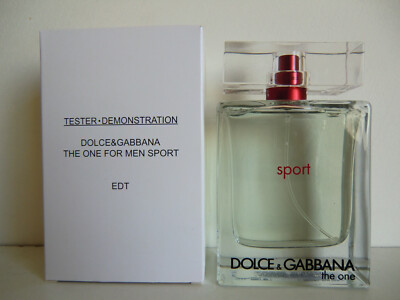 TESTER•DEMONSTRATION
DOLCE&GABBANA
THE ONE FOR MEN SPORT
EDT
sport
DOLCE & GABBANA
the one